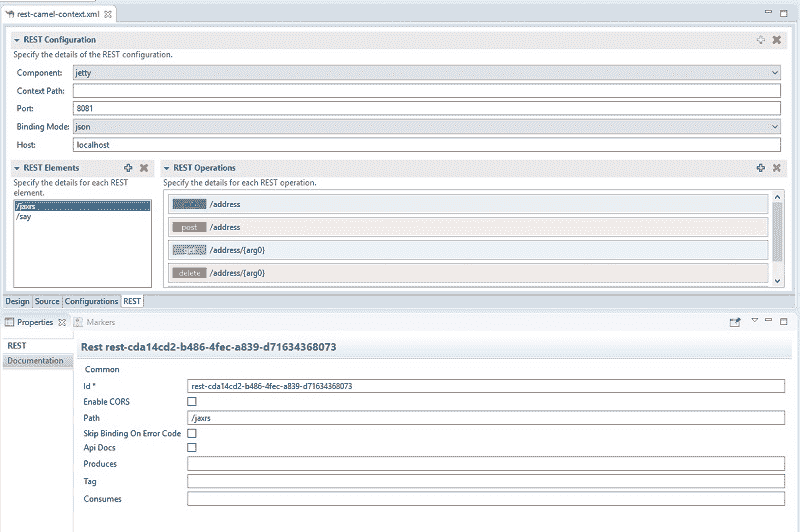 rest-camel-context.xml
REST Configuration
Specify the details of the REST configuration.
Component: jetty
Context Path:
Port: 8081
Binding Mode: json
Host: localhost
REST Elements
Specify the details for each REST
element.
/jaxrs
/say
REST Operations
Specify the details for each REST operation.
/address
post /address
/address/{arg0}
delete /address/{arg0}
Design Source Configurations REST
Properties Markers
REST
Documentation
Rest rest-cda14cd2-b486-4fec-a839-d71634368073
Common
Id * rest-cda14cd2-b486-4fec-a839-d71634368073
Enable CORS
Path /jaxrs
Skip Binding On Error Code
Api Docs
Produces
Tag
Consumes